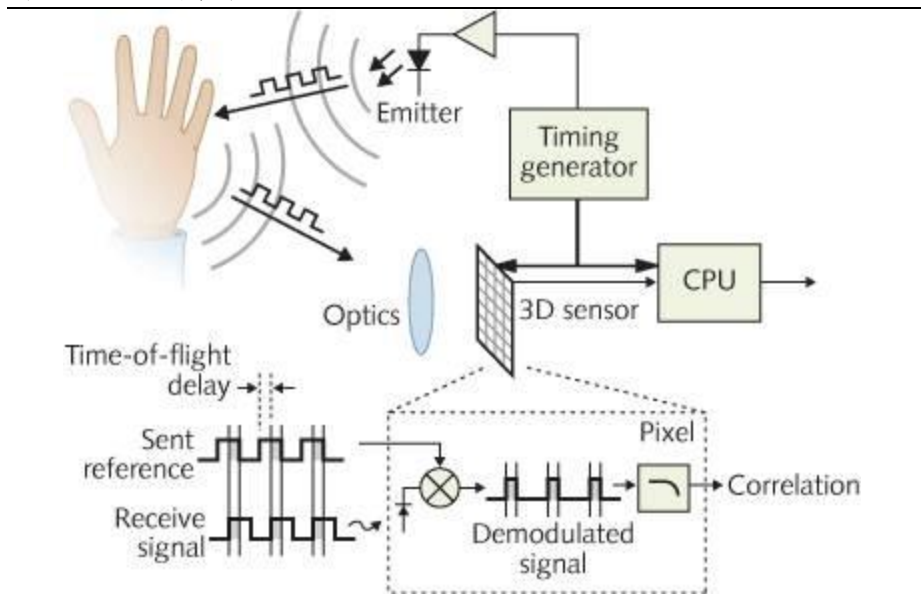 Emitter
Timing
generator
Optics
3D sensor
CPU
Time-of-flight
delay
Sent
reference
Receive
signal
Pixel
Demodulated
signal
Correlation